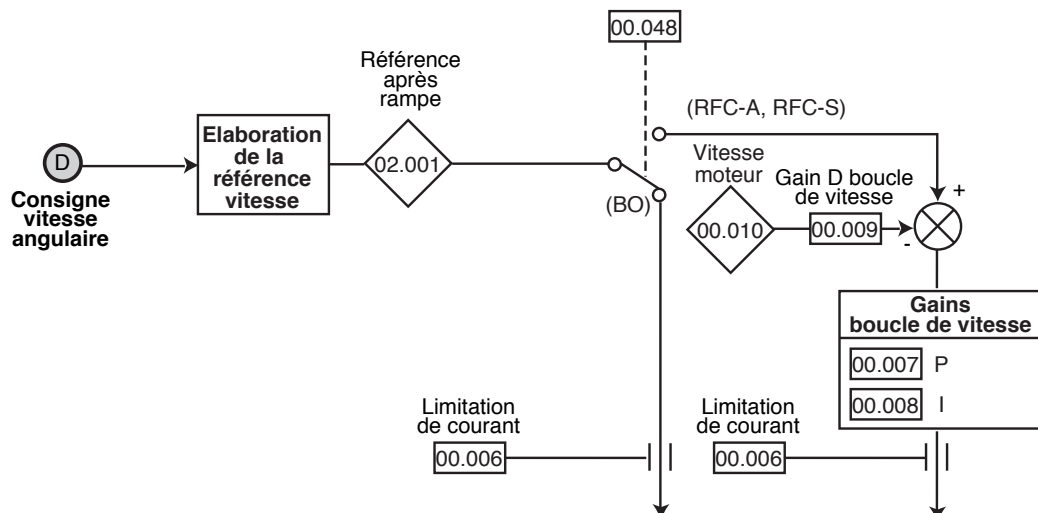 00.048
Référence
après
rampe
(RFC-A, RFC-S)
Elaboration
de la
référence
vitesse
D
02.001
Consigne
vitesse
angulaire
(BO)
Vitesse
moteur
Gain D boucle
de vitesse
+
00.010
00.009
-
Gains
boucle de vitesse
00.007 P
00.008 I
Limitation
de courant
00.006
Limitation
de courant
00.006